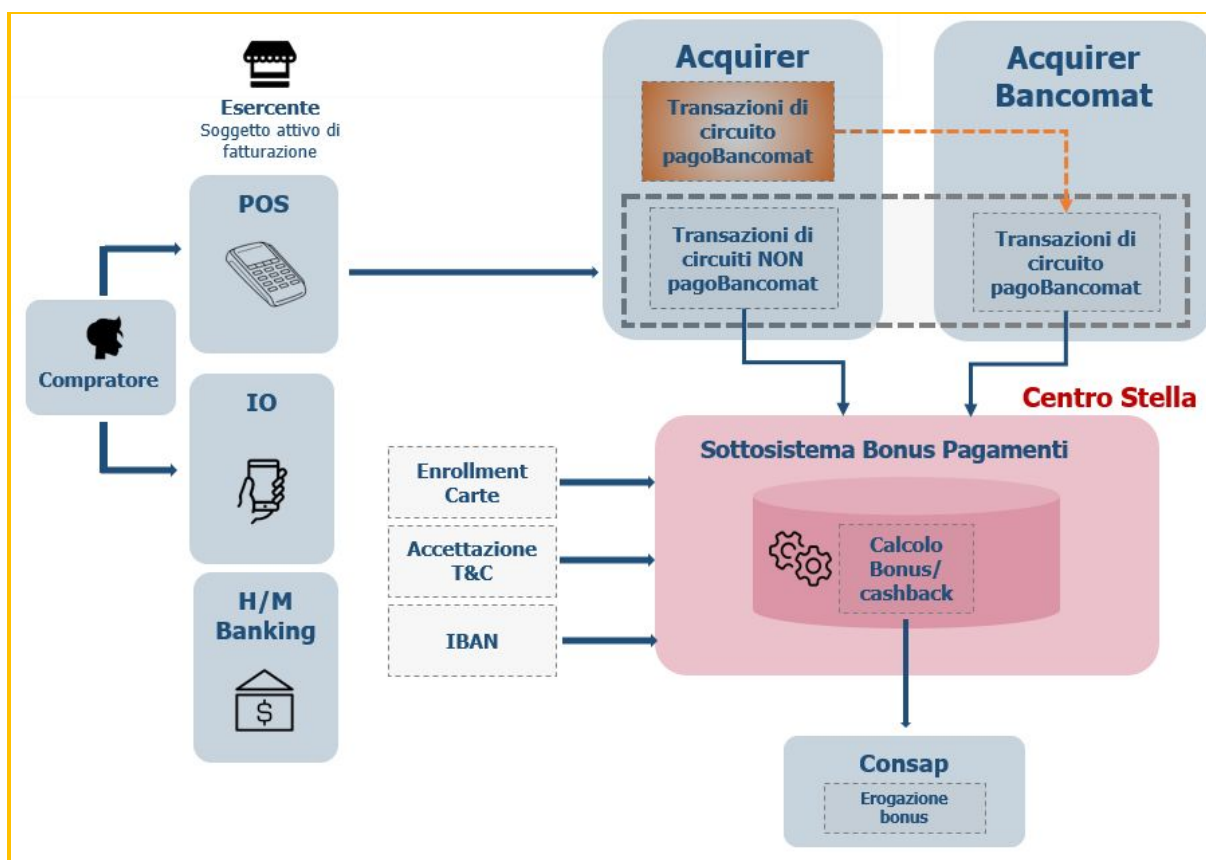 Esercente
Soggetto attivo di
fatturazione
POS
Compratore
IO
H/M
Banking
$
Acquirer
Transazioni di
circuito
pagoBancomat
Transazioni di
circuiti NON
pagoBancomat
Acquirer
Bancomat
Transazioni di
circuito
pagoBancomat
Centro Stella
Sottosistema Bonus Pagamenti
Enrollment
Carte
Accettazione
T&C
IBAN
Calcolo
Bonus/
cashback
Consap
Erogazione
bonus